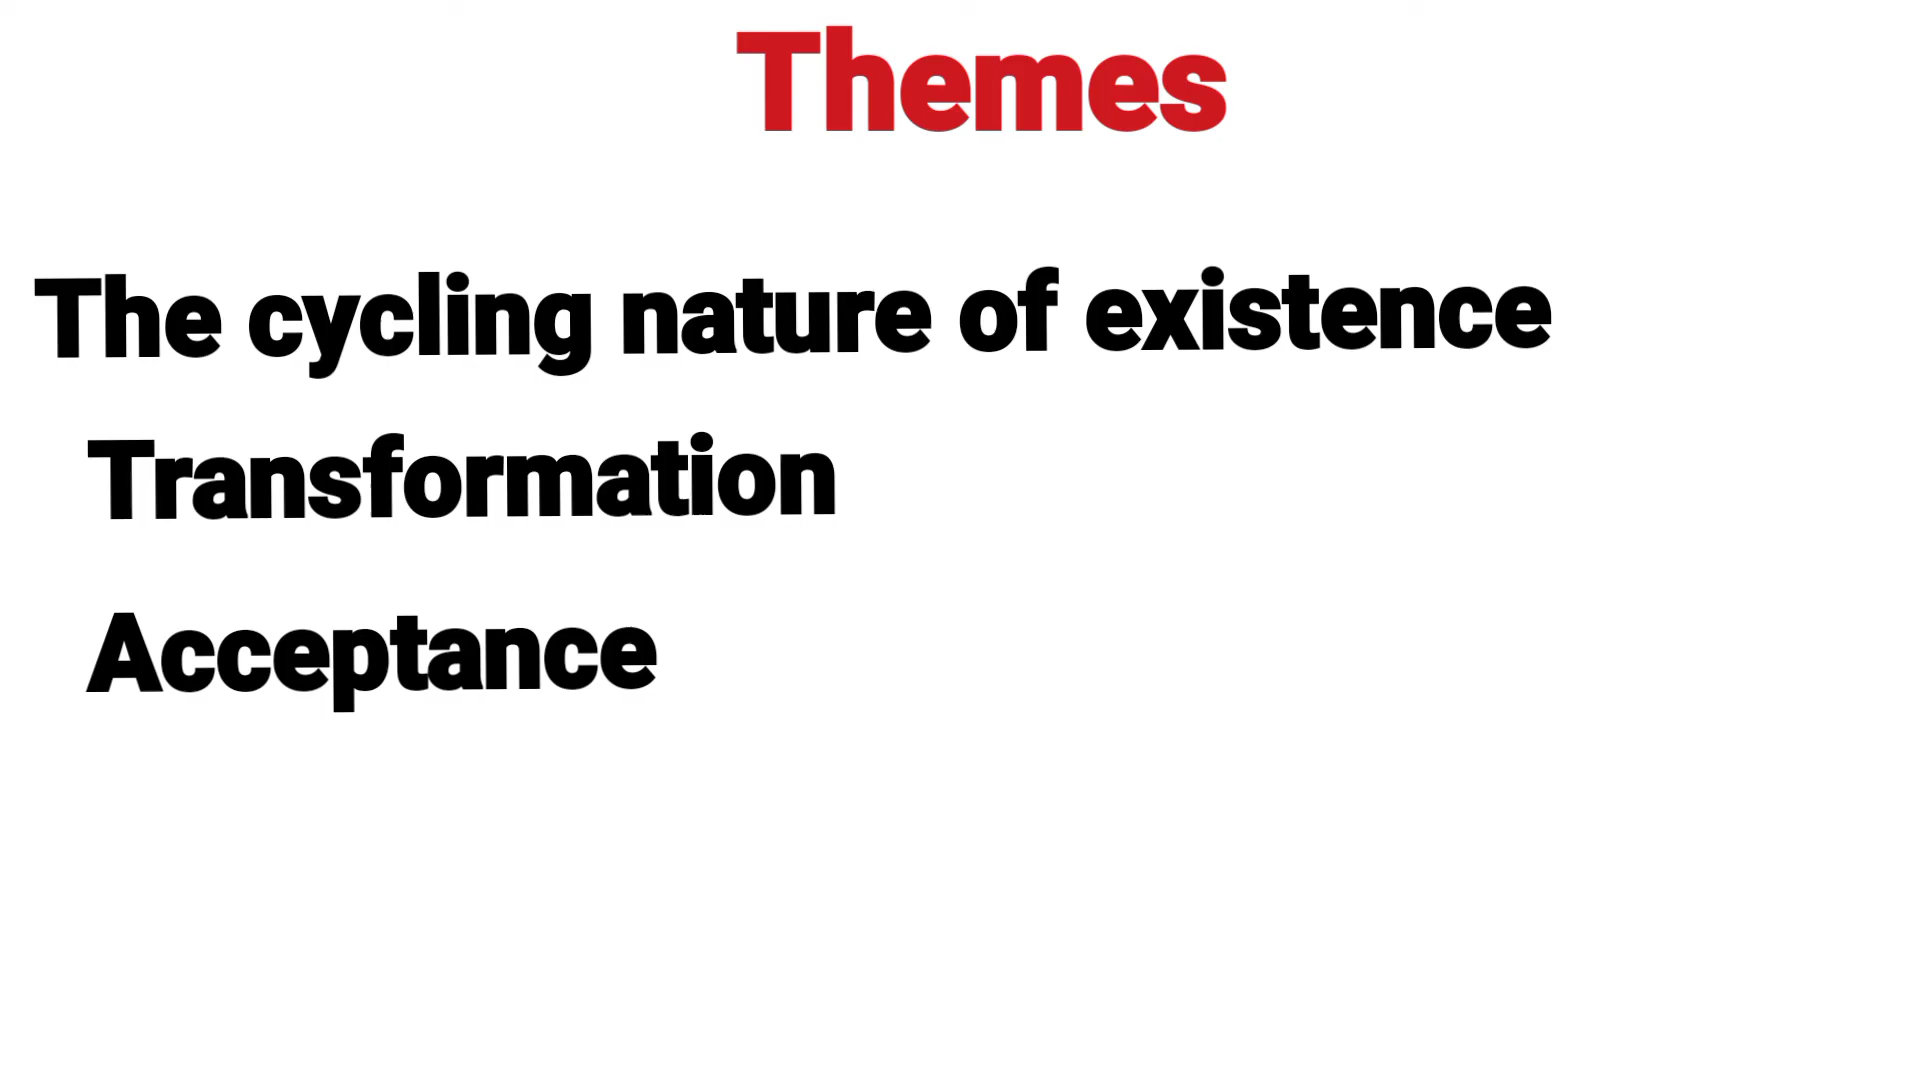 Themes
The cycling nature of existence
Transformation
Acceptance